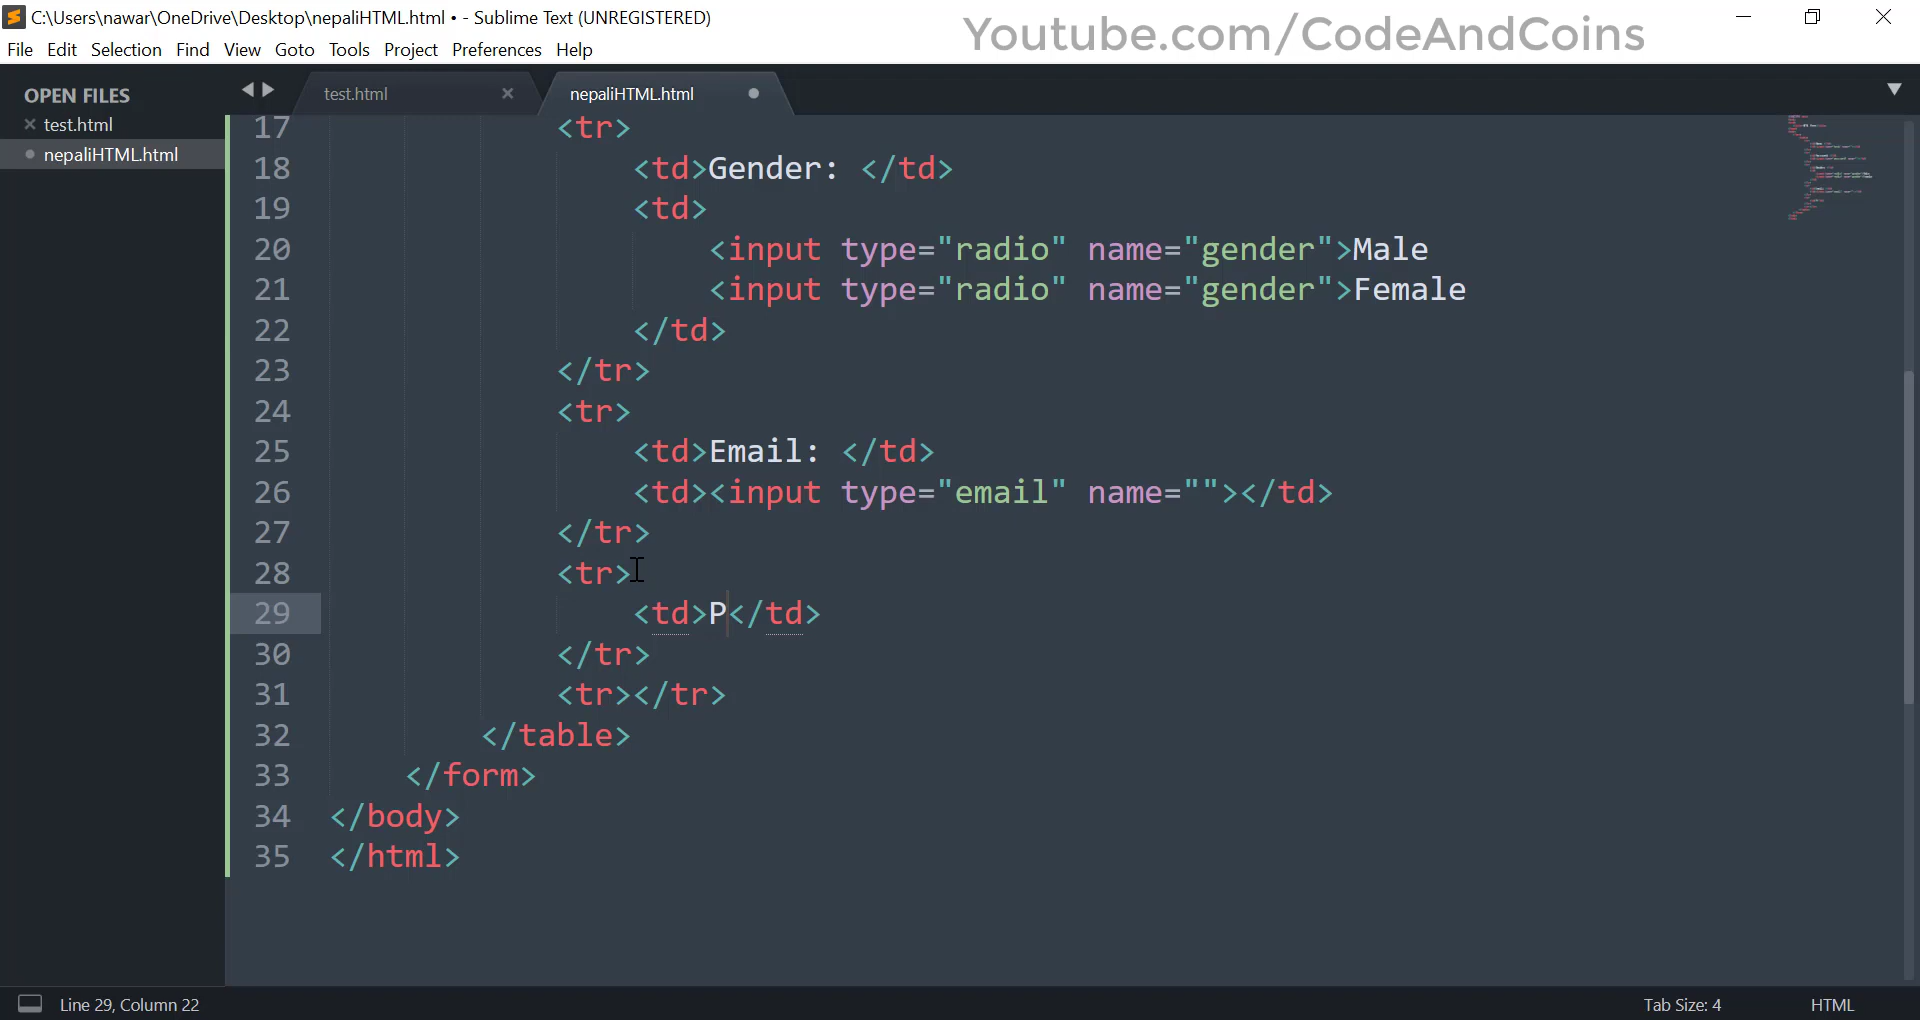 C:\Users\nawar\OneDrive\Desktop\nepaliHTML.html • - Sublime Text (UNREGISTERED)
Youtube.com/CodeAndCoins
File Edit Selection Find View Goto Tools Project Preferences Help
OPEN FILES
test.html
nepaliHTML.html
test.html
nepaliHTML.html
17 <tr>
18 <td>Gender: </td>
19 <td>
20 <input type="radio" name="gender">Male
21 <input type="radio" name="gender">Female
22 </td>
23 </tr>
24 <tr>
25 <td>Email: </td>
26 <td><input type="email" name=""></td>
27 </tr>
28 <tr>
29 <td>P</td>
30 </tr>
31 <tr></tr>
32 </table>
33 </form>
34 </body>
35 </html>
Line 29, Column 22
Tab Size: 4
HTML